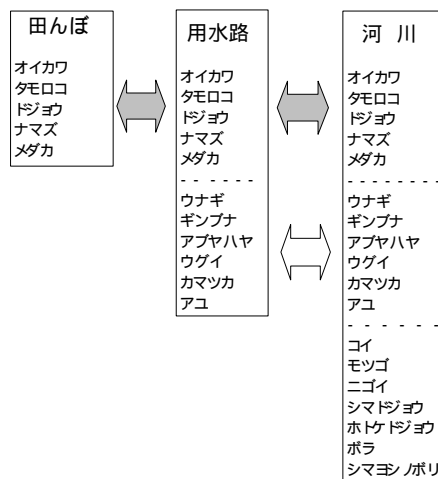 田んぼ
オイカワ
タモロコ
ドジョウ
ナマズ
メダカ
用水路
オイカワ
タモロコ
ドジョウ
ナマズ
メダカ
- - - - - -
ウナギ
ギンブナ
アブヤハヤ
ウグイ
カマツカ
アユ
河 川
オイカワ
タモロコ
ドジョウ
ナマズ
メダカ
- - - - - - - -
ウナギ
ギンブナ
アブヤハヤ
ウグイ
カマツカ
アユ
- - - - - -
コイ
モツゴ
ニゴイ
シマドジョウ
ホトケドジョウ
ボラ
シマヨシノボリ